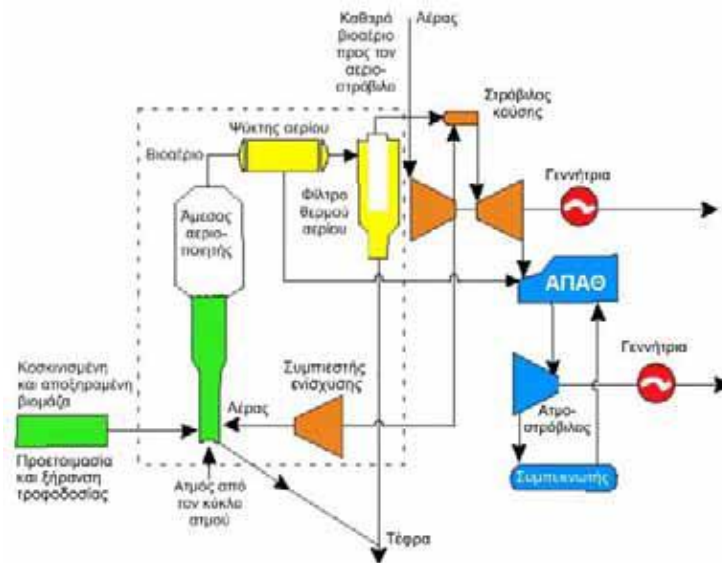 Καθαρό
βιοαέριο
προς τον
αεριο-
στρόβιλο
Αέρας
Στρόβιλος
καύσης
Ψύκτης αερίου
Βιοαέριο
Γεννήτρια
Φίλτρο
θερμού
αερίου
Άμεσος
αεριο-
ποιητής
ΑΠΑΘ
Κοσκινισμένη
και αποξηραμένη
βιομάζα
Συμπιεστής
ενίσχυσης
Γεννήτρια
Αέρας
Ατμο-
στρόβιλος
Συμπυκνωτής
Προετοιμασία
και ξήρανση
τροφοδοσίας
Ατμός από
τον κύκλο
ατμού
Τέφρα